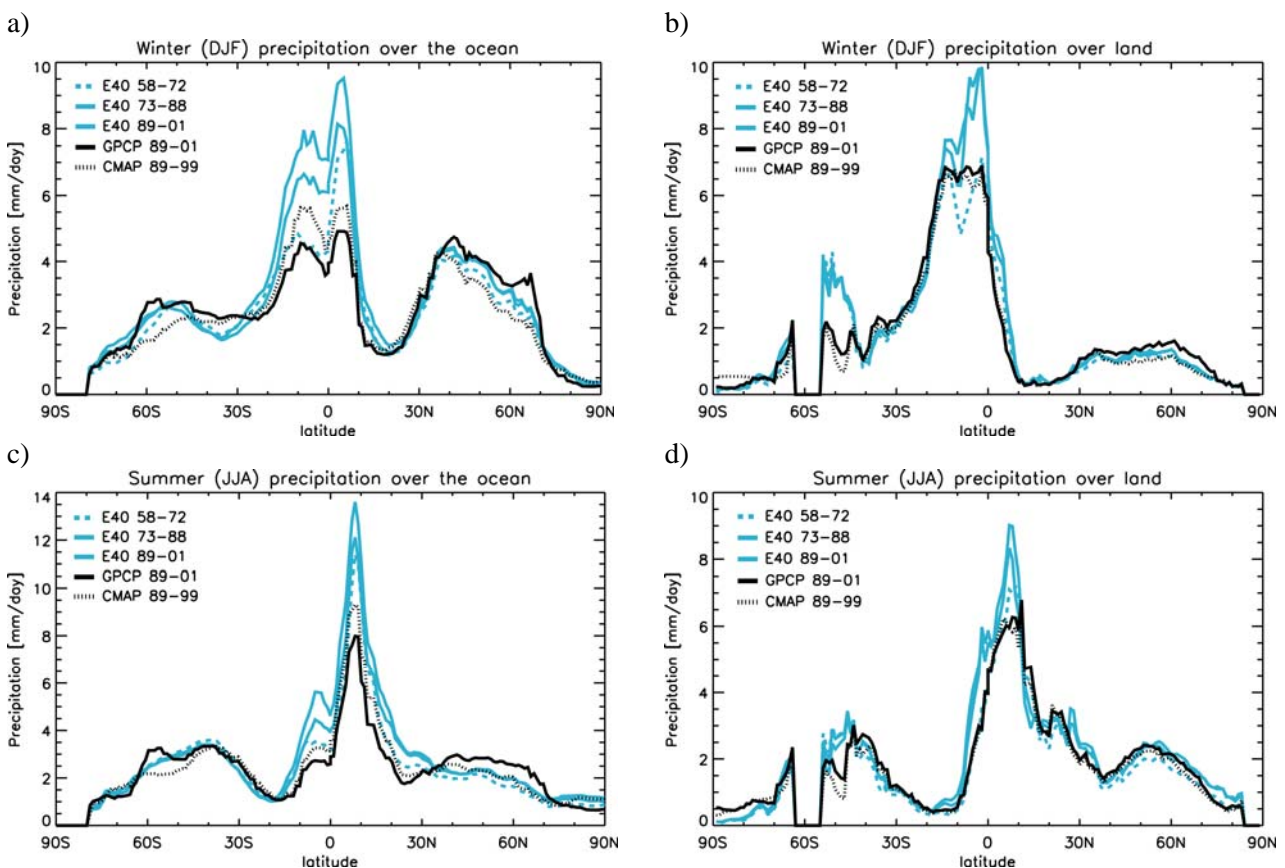 a)
Winter (DJF) precipitation over the ocean
Precipitation [mm/day]
10
8
6
4
2
0
E40 58-72
E40 73-88
E40 89-01
GPCP 89-01
CMAP 89-99
90S 60S 30S 0 30N 60N 90N
latitude
b)
Winter (DJF) precipitation over land
Precipitation [mm/day]
10
8
6
4
2
0
E40 58-72
E40 73-88
E40 89-01
GPCP 89-01
CMAP 89-99
90S 60S 30S 0 30N 60N 90N
latitude
c)
Summer (JJA) precipitation over the ocean
Precipitation [mm/day]
14
12
10
8
6
4
2
0
E40 58-72
E40 73-88
E40 89-01
GPCP 89-01
CMAP 89-99
90S 60S 30S 0 30N 60N 90N
latitude
d)
Summer (JJA) precipitation over land
Precipitation [mm/day]
10
8
6
4
2
0
E40 58-72
E40 73-88
E40 89-01
GPCP 89-01
CMAP 89-99
90S 60S 30S 0 30N 60N 90N
latitude